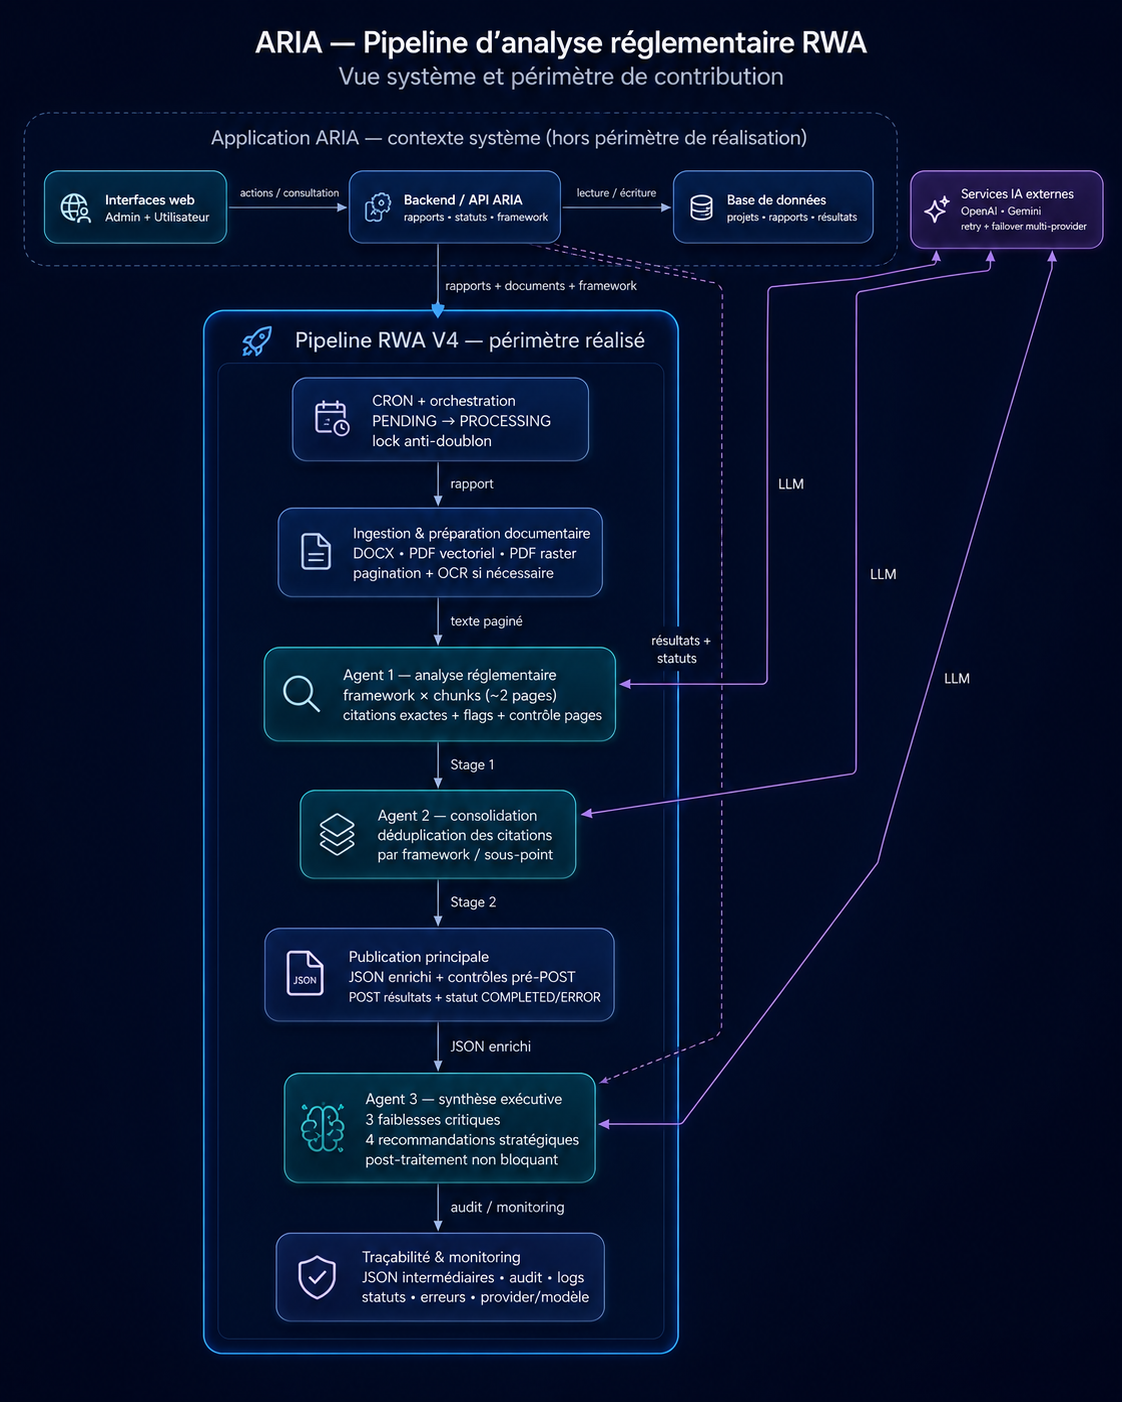 ARIA — Pipeline d’analyse réglementaire RWA
Vue système et périmètre de contribution
Application ARIA — contexte système (hors périmètre de réalisation)
Interfaces web
Admin + Utilisateur
actions / consultation
Backend / API ARIA
rapports • statuts • framework
lecture / écriture
Base de données
projets • rapports • résultats
Services IA externes
OpenAI • Gemini
retry + failover multi-provider
rapports + documents + framework
Pipeline RWA V4 — périmètre réalisé
CRON + orchestration
PENDING → PROCESSING
lock anti-doublon
rapport
LLM
Ingestion & préparation documentaire
DOCX • PDF vectoriel • PDF raster
pagination + OCR si nécessaire
LLM
texte paginé
résultats +
statuts
Agent 1 — analyse réglementaire
framework × chunks (~2 pages)
citations exactes + flags + contrôle pages
LLM
Stage 1
Agent 2 — consolidation
déduplication des citations
par framework / sous-point
Stage 2
JSON
Publication principale
JSON enrichi + contrôles pré-POST
POST résultats + statut COMPLETED/ERROR
JSON enrichi
Agent 3 — synthèse exécutive
3 faiblesses critiques
4 recommandations stratégiques
post-traitement non bloquant
audit / monitoring
Traçabilité & monitoring
JSON intermédiaires • audit • logs
statuts • erreurs • provider/modèle